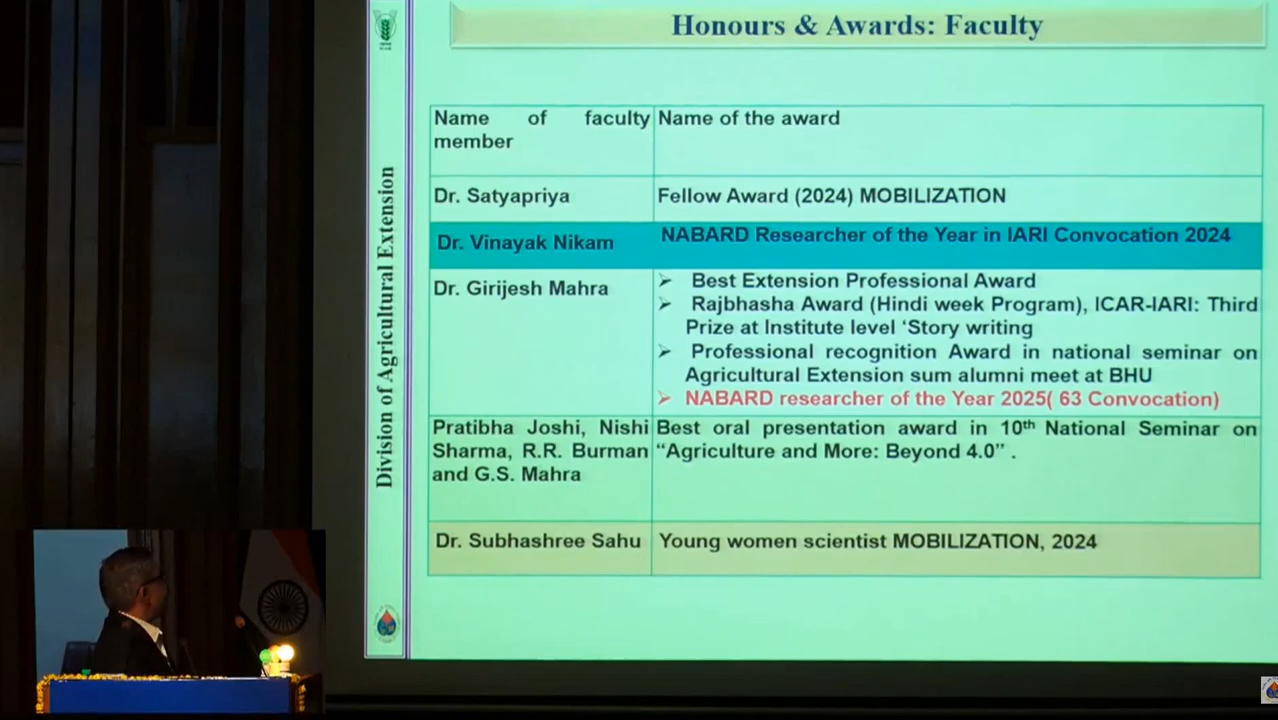 Honours & Awards: Faculty
Division of Agricultural Extension
Name of faculty member
Name of the award
Dr. Satyapriya
Fellow Award (2024) MOBILIZATION
Dr. Vinayak Nikam
NABARD Researcher of the Year in IARI Convocation 2024
Dr. Girijesh Mahra
➢ Best Extension Professional Award
➢ Rajbhasha Award (Hindi week Program), ICAR-IARI: Third
Prize at Institute level ‘Story writing
➢ Professional recognition Award in national seminar on
Agricultural Extension sum alumni meet at BHU
➢ NABARD researcher of the Year 2025( 63 Convocation)
Pratibha Joshi, Nishi
Sharma, R.R. Burman
and G.S. Mahra
Best oral presentation award in 10th National Seminar on
“Agriculture and More: Beyond 4.0” .
Dr. Subhashree Sahu
Young women scientist MOBILIZATION, 2024